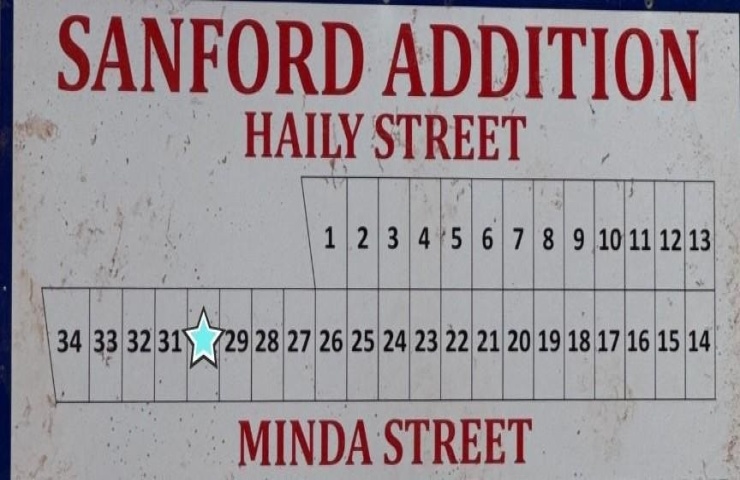 SANFORD ADDITION
HAILY STREET
1 2 3 4 5 6 7 8 9 10 11 12 13
34 33 32 31 29 28 27 26 25 24 23 22 21 20 19 18 17 16 15 14
MINDA STREET